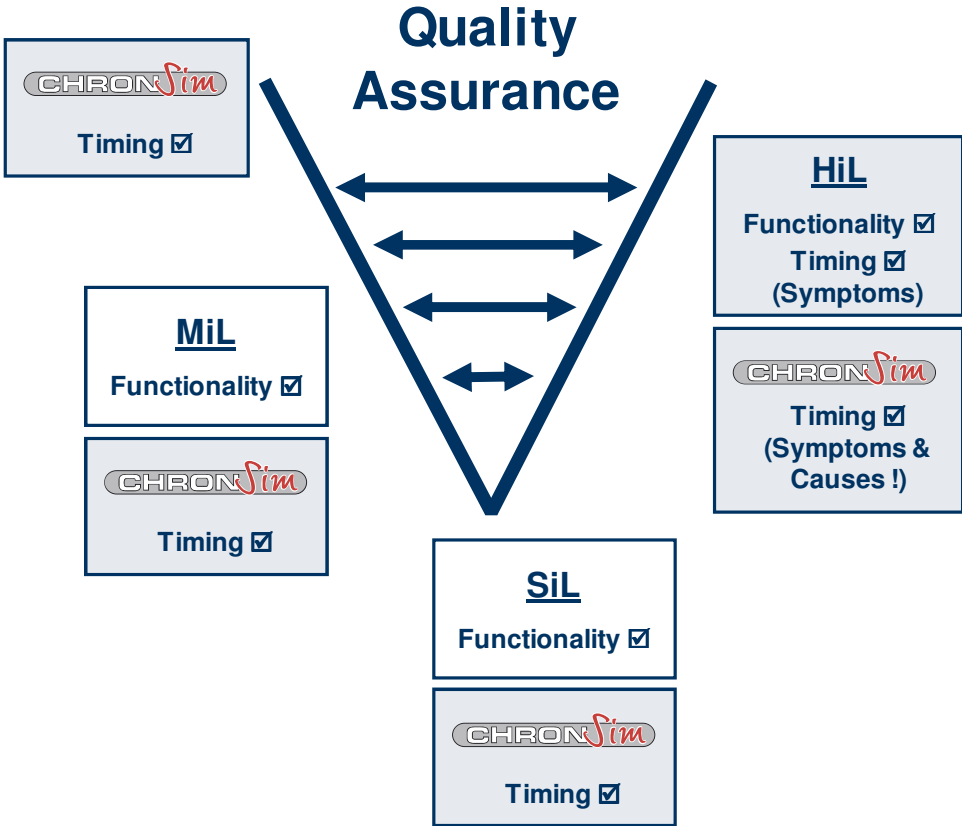 Quality
Assurance
CHRONSim
Timing ☑
HiL
Functionality ☑
Timing ☑
(Symptoms)
CHRONSim
Timing ☑
(Symptoms &
Causes !)
MiL
Functionality ☑
CHRONSim
Timing ☑
SiL
Functionality ☑
CHRONSim
Timing ☑